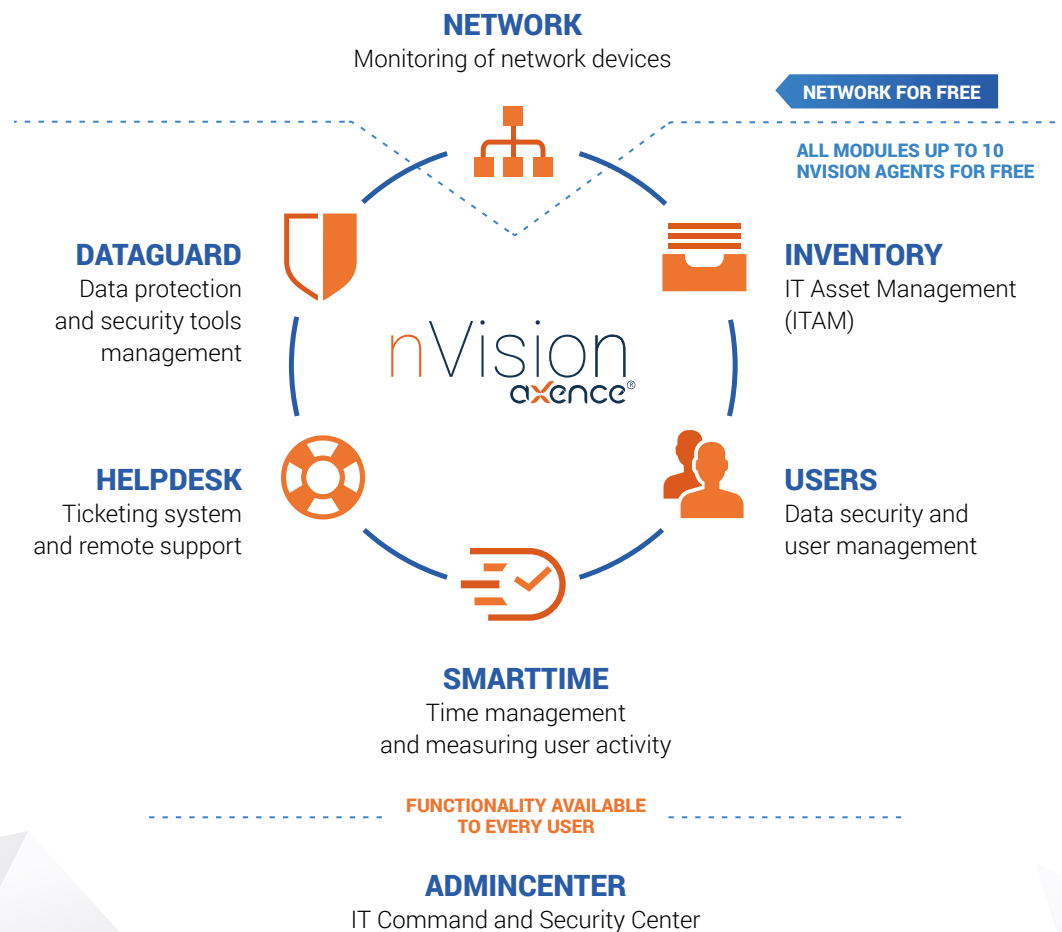 NETWORK
Monitoring of network devices
NETWORK FOR FREE
ALL MODULES UP TO 10
NVISION AGENTS FOR FREE
DATAGUARD
Data protection
and security tools
management
INVENTORY
IT Asset Management
(ITAM)
nVision
axence®
HELPDESK
Ticketing system
and remote support
USERS
Data security and
user management
SMARTTIME
Time management
and measuring user activity
FUNCTIONALITY AVAILABLE
TO EVERY USER
ADMINCENTER
IT Command and Security Center